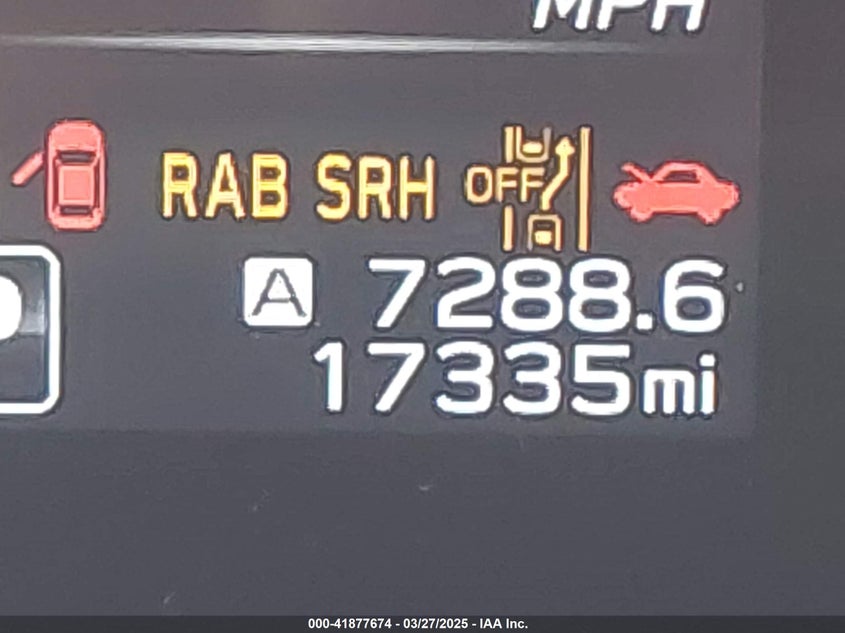 MPH
RAB SRH OFF
A 7288.6
17335mi
000-41877674 - 03/27/2025 - IAA Inc.